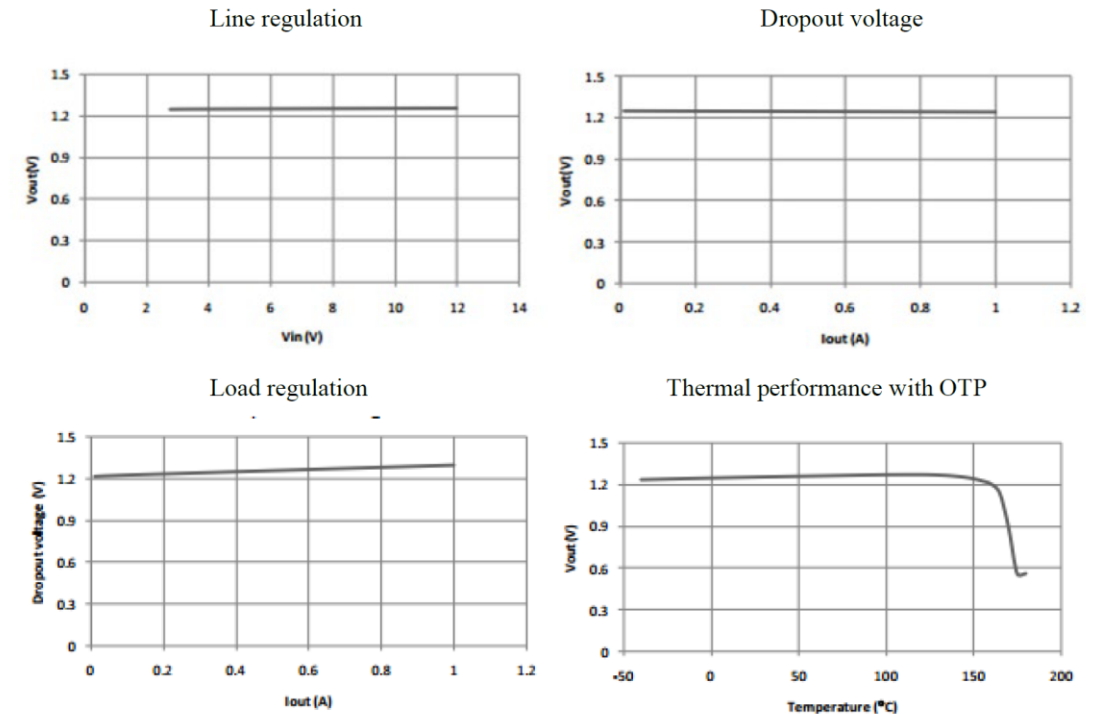 Line regulation
Dropout voltage
1.5
1.2
0.9
0.6
0.3
0
Vout(V)
0 2 4 6 8 10 12 14
Vin (V)
1.5
1.2
0.9
0.6
0.3
0
Vout(V)
0 0.2 0.4 0.6 0.8 1 1.2
Iout (A)
Load regulation
Thermal performance with OTP
1.5
1.2
0.9
0.6
0.3
0
Dropout voltage (V)
0 0.2 0.4 0.6 0.8 1 1.2
Iout (A)
1.5
1.2
0.9
0.6
0.3
0
Vout (V)
-50 0 50 100 150 200
Temperature (°C)